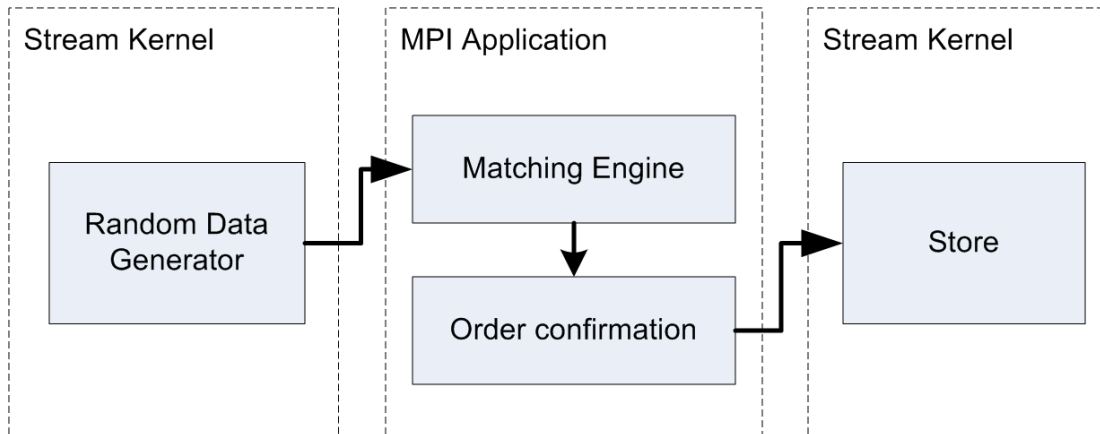 Stream Kernel
Random Data
Generator
MPI Application
Matching Engine
Order confirmation
Stream Kernel
Store